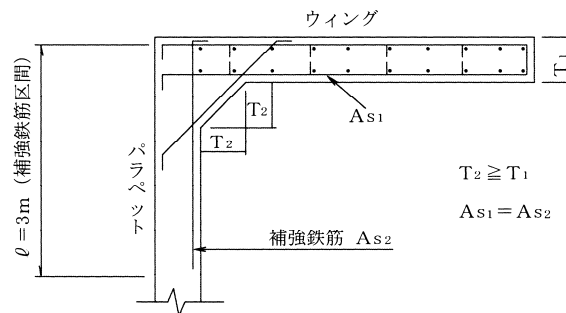 ウィング
T1
As1
T2
T2
パラペット
ℓ=3m (補強鉄筋区間)
T2≧T1
As1=As2
補強鉄筋 As2